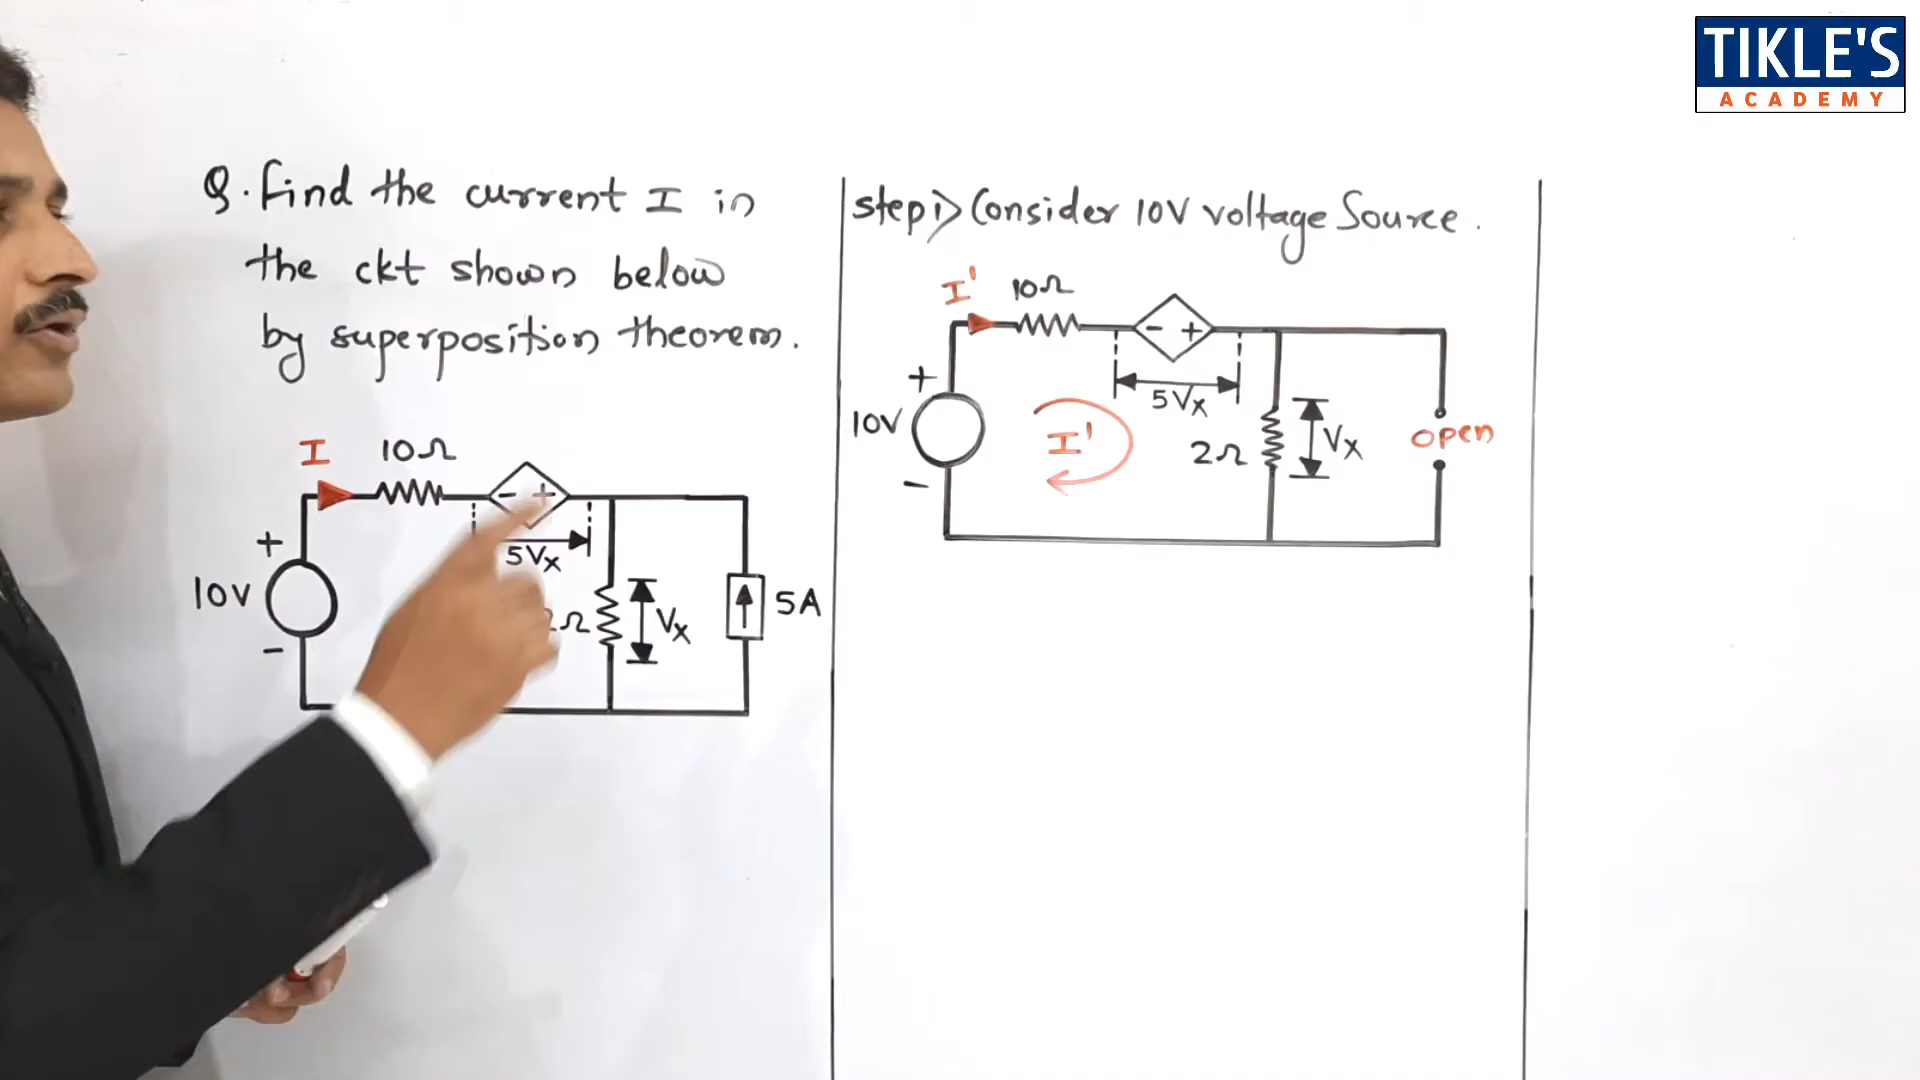 TIKLE'S
ACADEMY
Q. Find the current I in
the ckt shown below
by superposition theorem.
I
10Ω
- +
5Vx
+
10V
-
Ω
Vx
5A
step 1> Consider 10V voltage Source.
I'
10Ω
- +
5Vx
+
10V
-
I'
2Ω
Vx
open